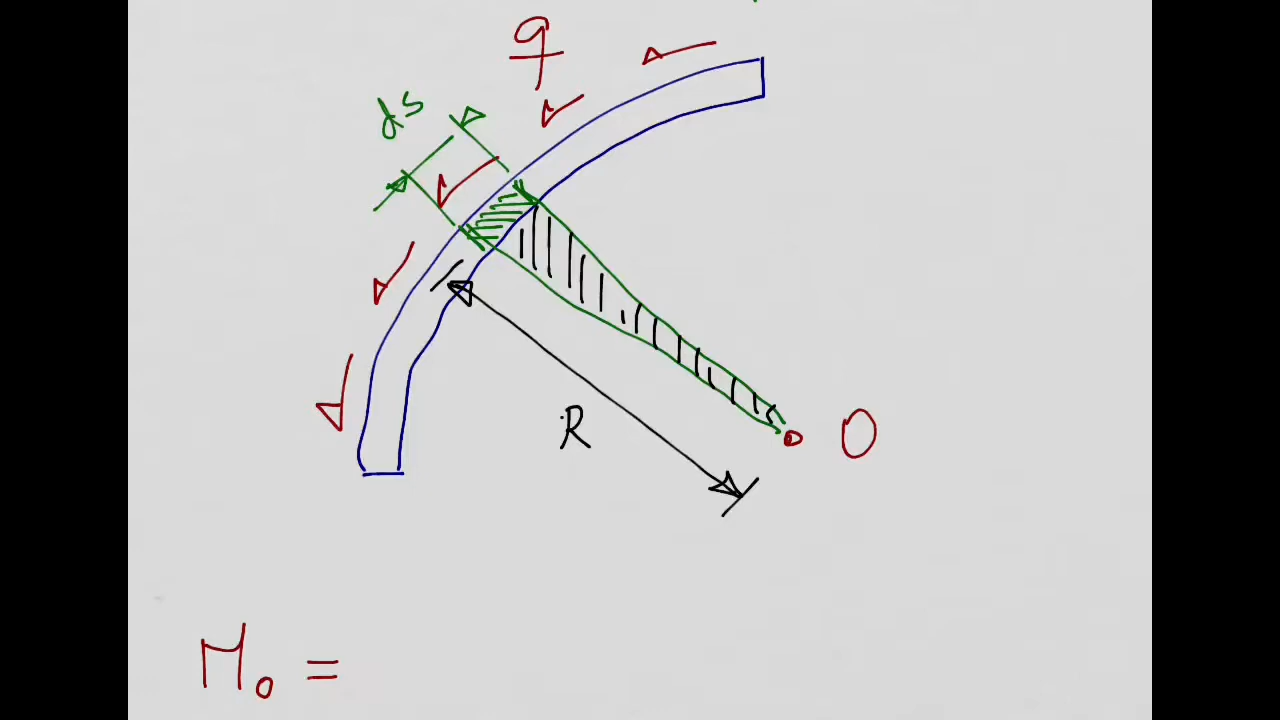 q
ds
R
O
M₀ =